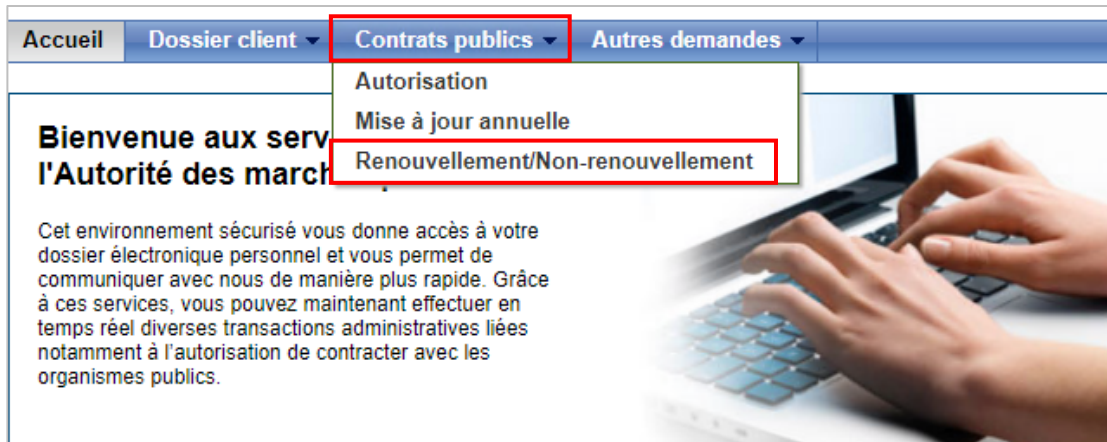 Accueil Dossier client Contrats publics Autres demandes
Autorisation
Mise à jour annuelle
Renouvellement/Non-renouvellement
Bienvenue aux serv
l'Autorité des march
Cet environnement sécurisé vous donne accès à votre
dossier électronique personnel et vous permet de
communiquer avec nous de manière plus rapide. Grâce
à ces services, vous pouvez maintenant effectuer en
temps réel diverses transactions administratives liées
notamment à l'autorisation de contracter avec les
organismes publics.